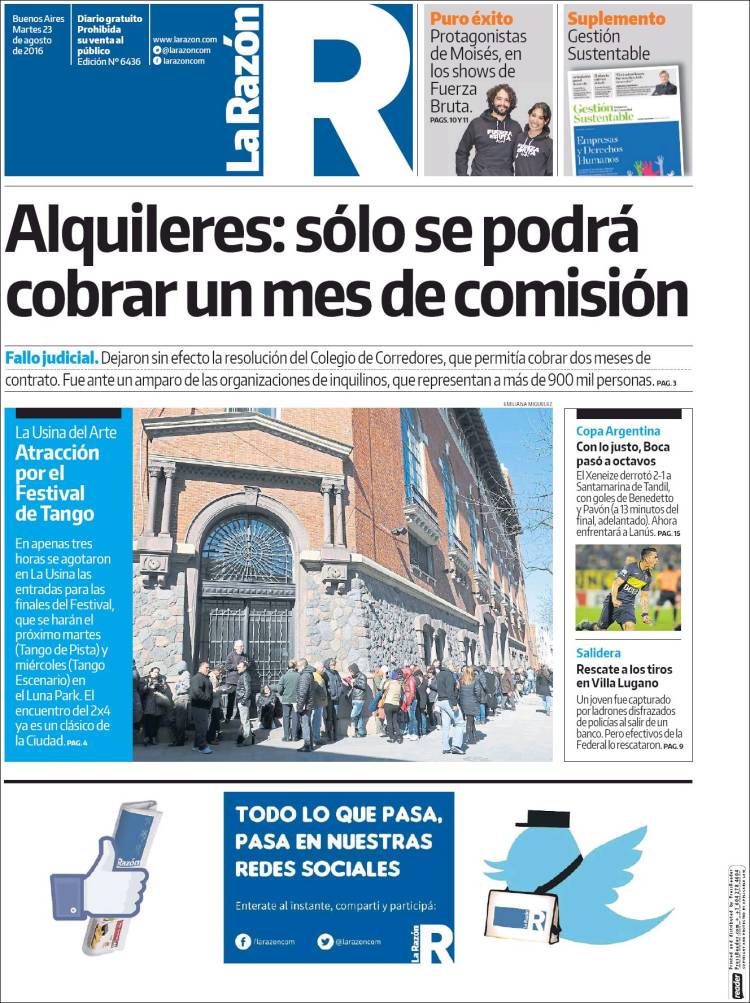 Buenos Aires
Martes 23
de agosto
de 2016
Diario gratuito
Prohibida
su venta al
público
Edición Nº 6436
www.larazon.com
@larazoncom
larazoncom
La Razón
R
Puro éxito
Protagonistas
de Moisés, en
los shows de
Fuerza
Bruta.
PAGS. 10 Y 11
FUERZA BRUTA
Suplemento
Gestión
Sustentable
Gestión
Sustentable
Empresas
y Derechos
Humanos
Alquileres: sólo se podrá
cobrar un mes de comisión
Fallo judicial. Dejaron sin efecto la resolución del Colegio de Corredores, que permitía cobrar dos meses de
contrato. Fue ante un amparo de las organizaciones de inquilinos, que representan a más de 900 mil personas. PAG. 3
EMILIANA MIGUELEZ
La Usina del Arte
Atracción
por el
Festival
de Tango
En apenas tres
horas se agotaron
en La Usina las
entradas para las
finales del Festival,
que se harán el
próximo martes
(Tango de Pista) y
miércoles (Tango
Escenario) en
el Luna Park. El
encuentro del 2x4
ya es un clásico de
la Ciudad. PAG. 4
Copa Argentina
Con lo justo, Boca
pasó a octavos
El Xeneize derrotó 2-1 a
Santamarina de Tandil,
con goles de Benedetto
y Pavón (a 13 minutos del
final, adelantado). Ahora
enfrentará a Lanús. PAG. 15
Salidera
Rescate a los tiros
en Villa Lugano
Un joven fue capturado
por ladrones disfrazados
de policías al salir de un
banco. Pero efectivos de la
Federal lo rescataron. PAG. 9
La Razón
TODO LO QUE PASA,
PASA EN NUESTRAS
REDES SOCIALES
Enterate al instante, compartí y participá:
/larazoncom
@larazoncom
La Razón
R
R
Printed and distributed by PressReader
pressreader